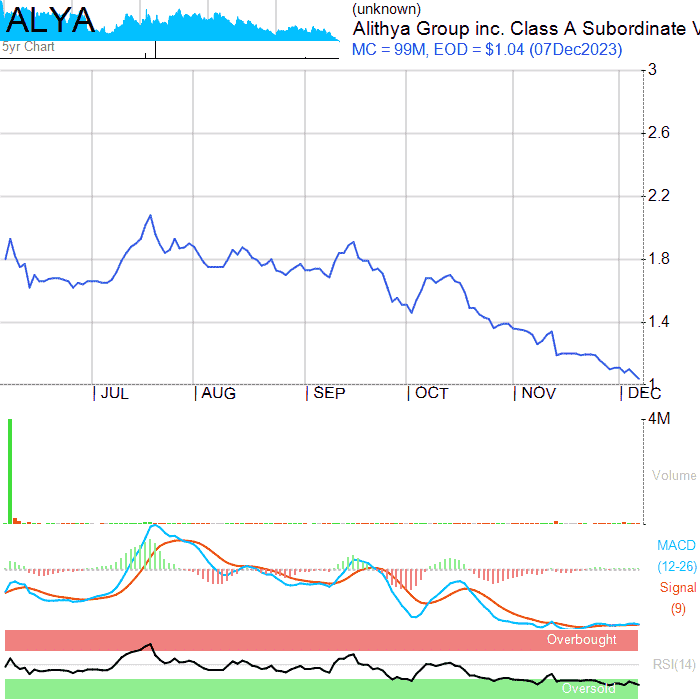 ALYA
5yr Chart
(unknown)
Alithya Group inc. Class A Subordinate V
MC = 99M, EOD = $1.04 (07Dec2023)
3
2.6
2.2
1.8
1.4
1
JUL AUG SEP OCT NOV DEC
4M
Volume
MACD
(12-26)
Signal
(9)
Overbought
RSI(14)
Oversold